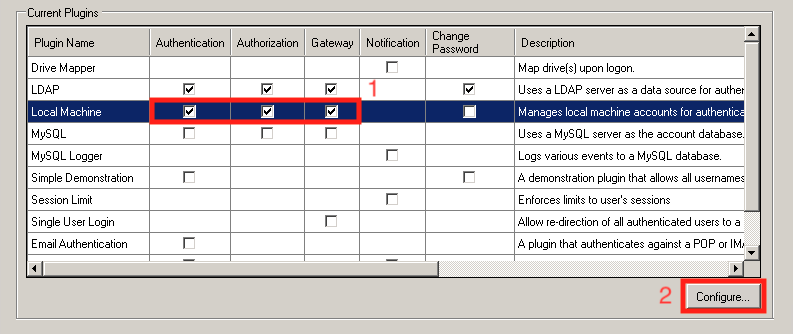 Current Plugins
Plugin Name Authentication Authorization Gateway Notification Change Password Description
Drive Mapper Map drive(s) upon logon.
LDAP 1 Uses a LDAP server as a data source for auther
Local Machine Manages local machine accounts for authentica
MySQL Uses a MySQL server as the account database.
MySQL Logger Logs various events to a MySQL database.
Simple Demonstration A demonstration plugin that allows all usernames
Session Limit Enforces limits to user's sessions
Single User Login Allow re-direction of all authenticated users to a
Email Authentication A plugin that authenticates against a POP or IMA
2 Configure...